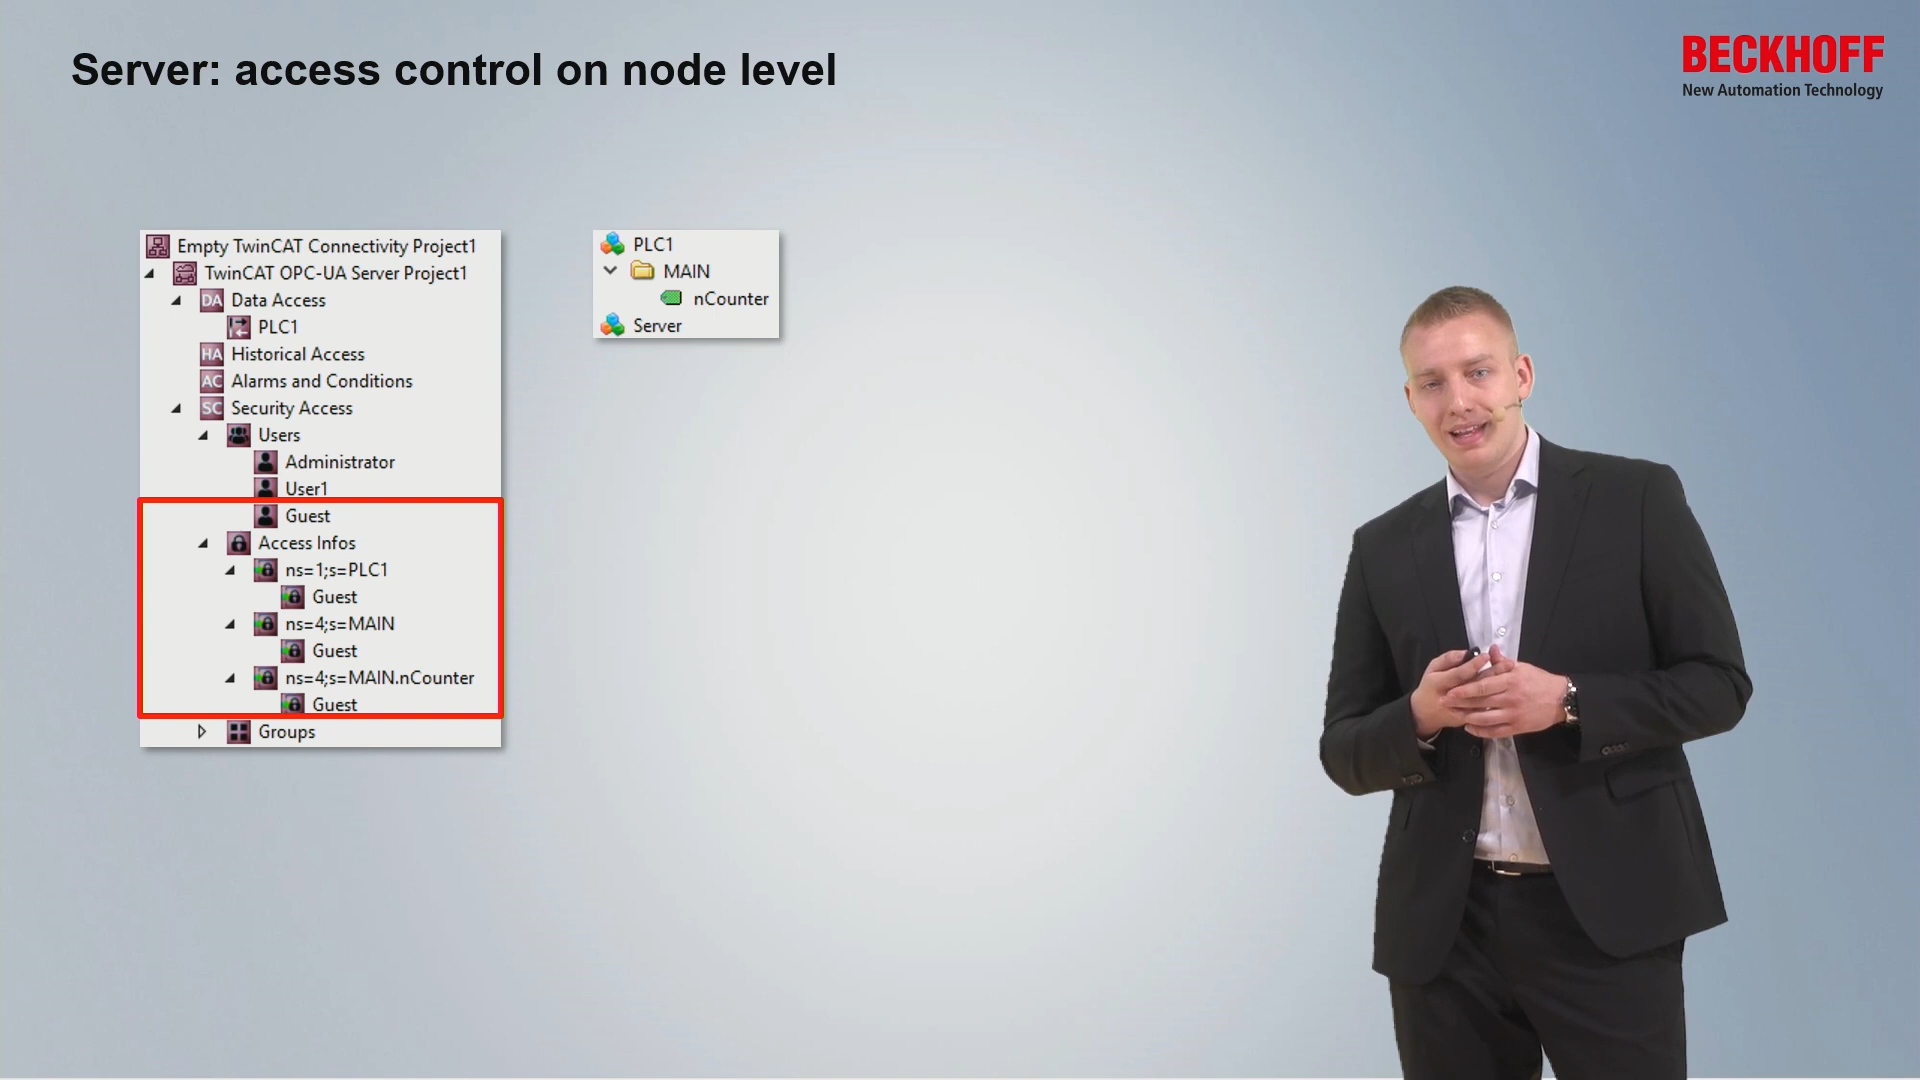 Server: access control on node level
BECKHOFF
New Automation Technology
Empty TwinCAT Connectivity Project1
TwinCAT OPC-UA Server Project1
DA Data Access
PLC1
HA Historical Access
AC Alarms and Conditions
SC Security Access
Users
Administrator
User1
Guest
Access Infos
ns=1;s=PLC1
Guest
ns=4;s=MAIN
Guest
ns=4;s=MAIN.nCounter
Guest
Groups
PLC1
MAIN
nCounter
Server